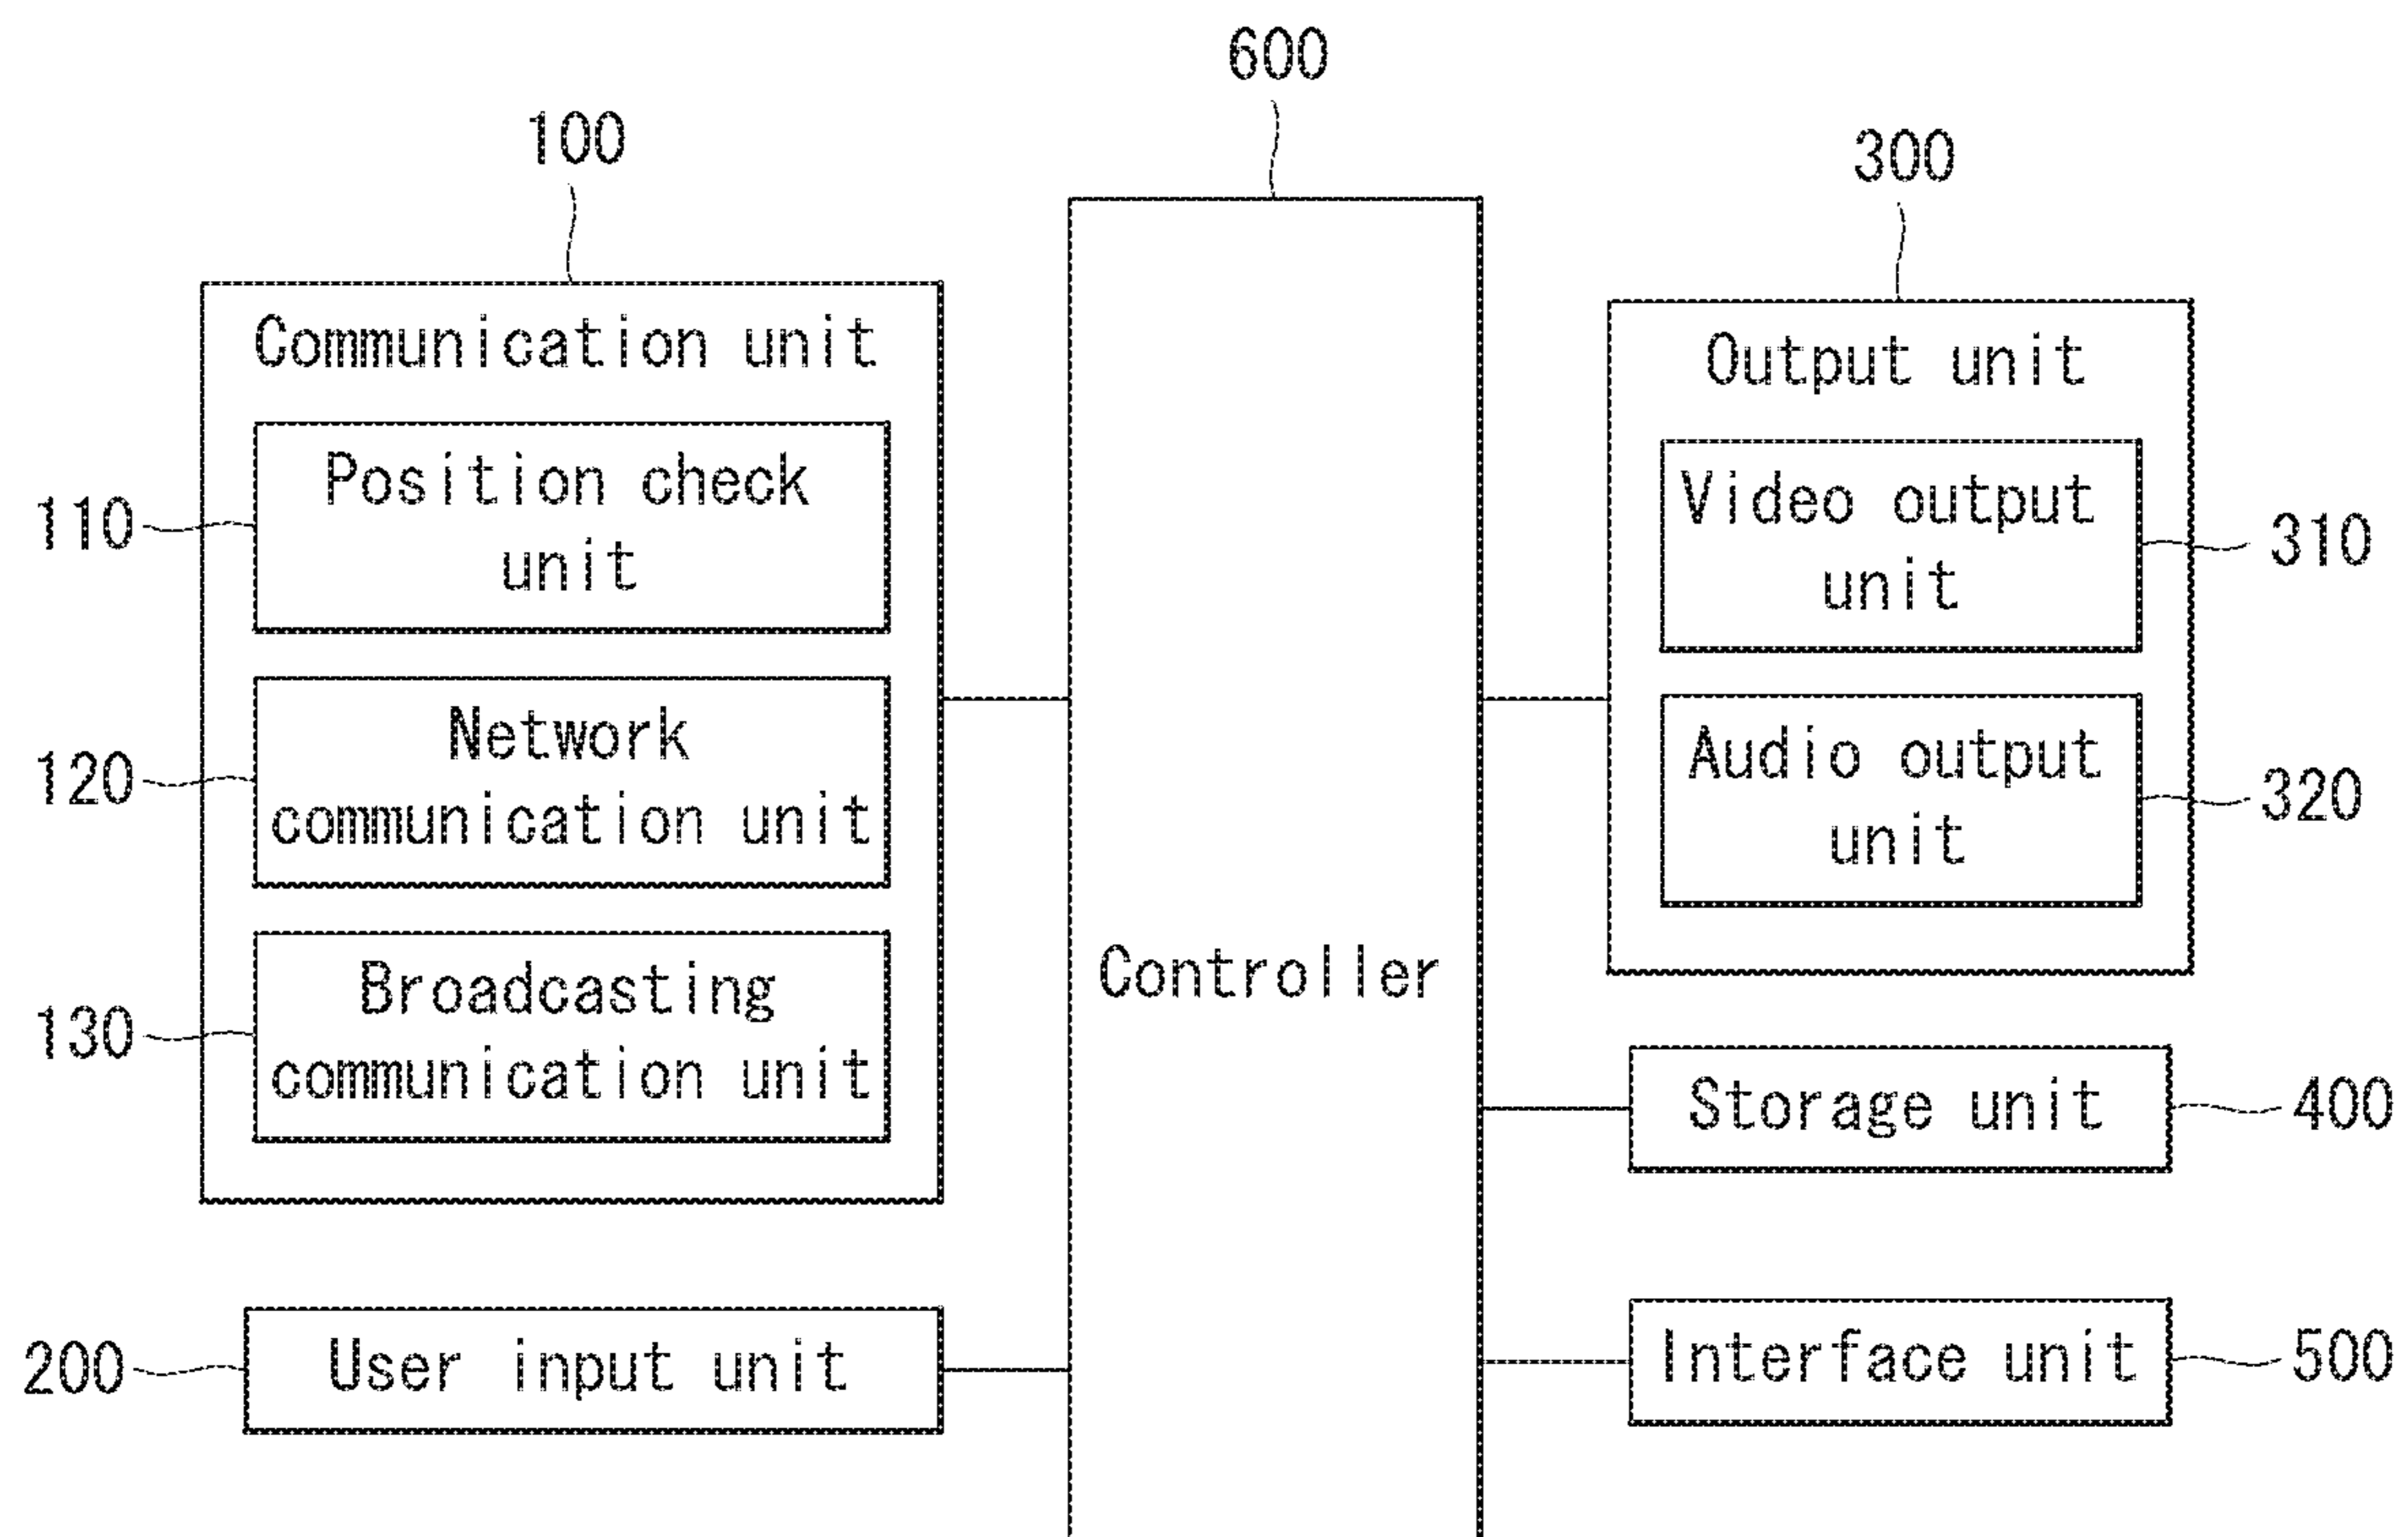 600
100
300
Communication unit
Output unit
Position check
unit
110
Video output
unit
310
Network
communication unit
120
Audio output
unit
320
Broadcasting
communication unit
130
Controller
Storage unit
400
User input unit
200
Interface unit
500